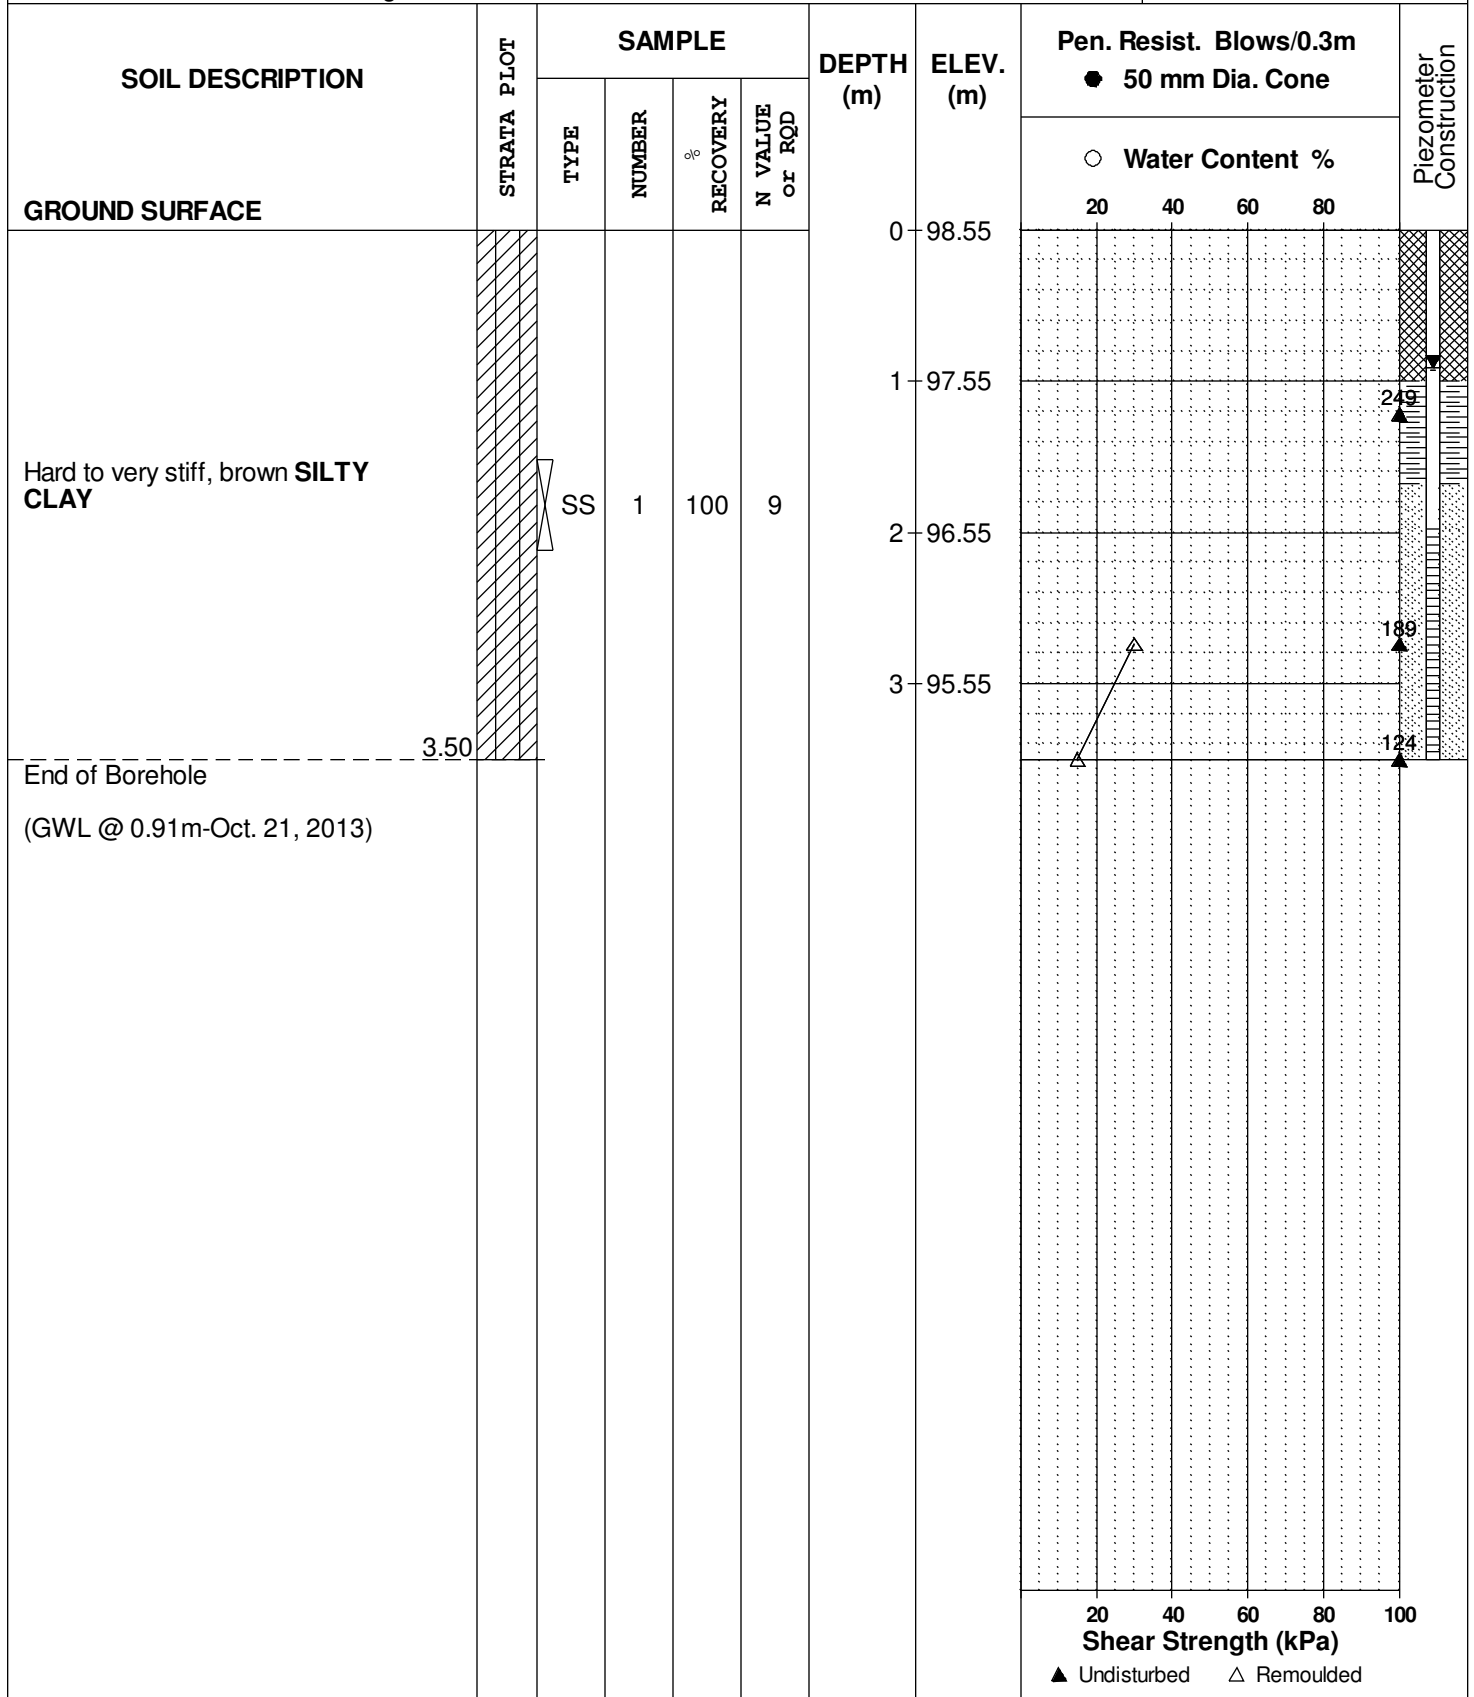 SOIL DESCRIPTION
GROUND SURFACE
STRATA PLOT
SAMPLE
TYPE
NUMBER
%
RECOVERY
N VALUE
or RQD
DEPTH
(m)
ELEV.
(m)
Pen. Resist. Blows/0.3m
● 50 mm Dia. Cone
○ Water Content %
20 40 60 80
Piezometer
Construction
0 98.55
1 97.55
249
Hard to very stiff, brown SILTY
CLAY
SS 1 100 9
2 96.55
189
3 95.55
3.50
124
End of Borehole
(GWL @ 0.91m-Oct. 21, 2013)
20 40 60 80 100
Shear Strength (kPa)
▲ Undisturbed △ Remoulded